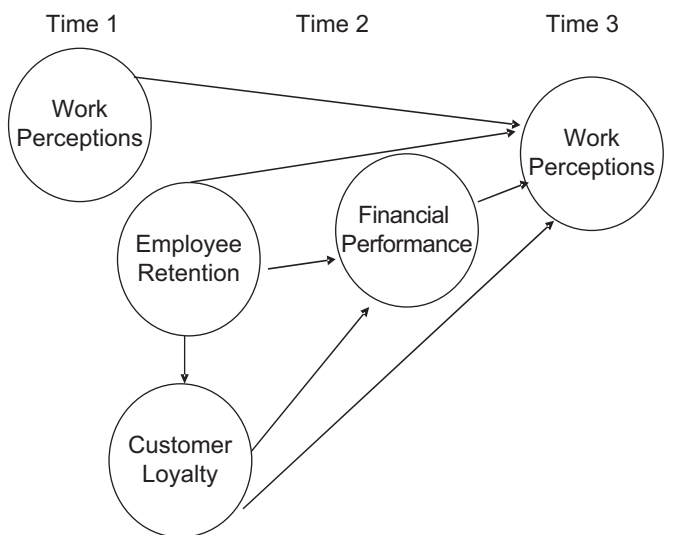 Time 1 Time 2 Time 3
Work
Perceptions
Work
Perceptions
Employee
Retention
Financial
Performance
Customer
Loyalty